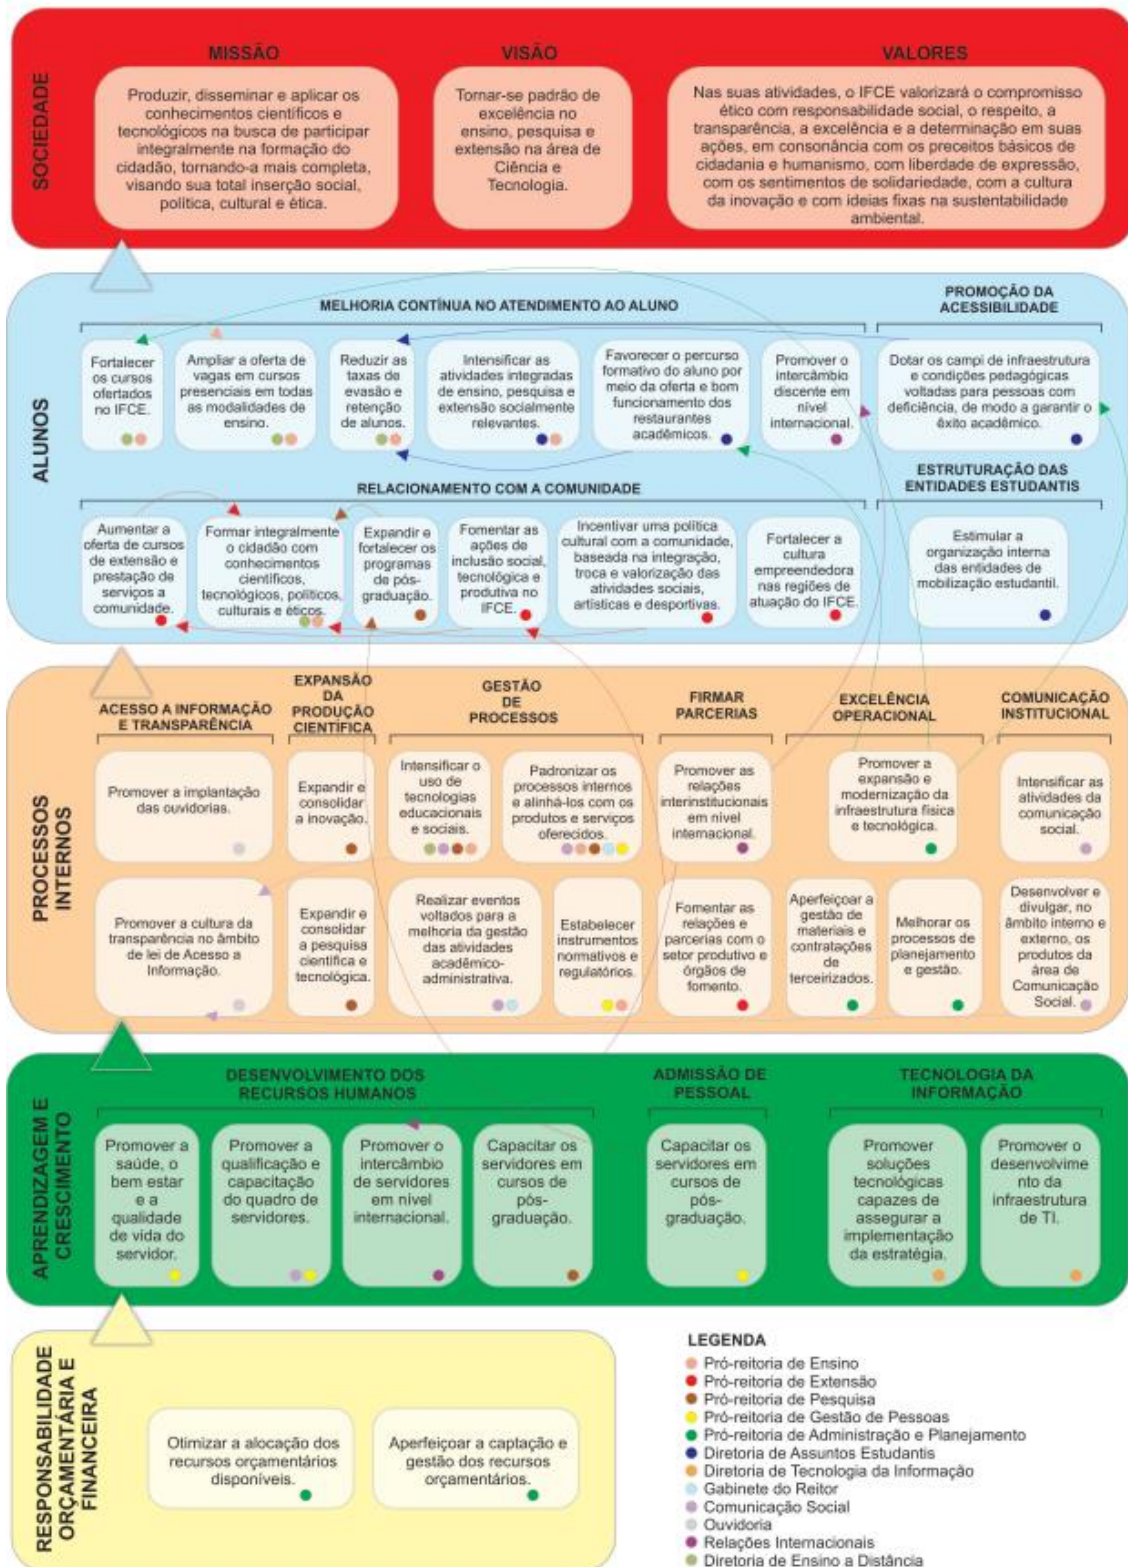 SOCIEDADE
MISSÃO
Produzir, disseminar e aplicar os
conhecimentos científicos e
tecnológicos na busca de participar
integralmente na formação do
cidadão, tornando-a mais completa,
visando sua total inserção social,
política, cultural e ética.
VISÃO
Tornar-se padrão de
excelência no
ensino, pesquisa e
extensão na área de
Ciência e
Tecnologia.
VALORES
Nas suas atividades, o IFCE valorizará o compromisso
ético com responsabilidade social, o respeito, a
transparência, a excelência e a determinação em suas
ações, em consonância com os preceitos básicos de
cidadania e humanismo, com liberdade de expressão,
com os sentimentos de solidariedade, com a cultura
da inovação e com ideias fixas na sustentabilidade
ambiental.
ALUNOS
MELHORIA CONTÍNUA NO ATENDIMENTO AO ALUNO
Fortalecer
os cursos
ofertados
no IFCE.
Ampliar a oferta de
vagas em cursos
presenciais em todas
as modalidades de
ensino.
Reduzir as
taxas de
evasão e
retenção
de alunos.
Intensificar as
atividades integradas
de ensino, pesquisa e
extensão socialmente
relevantes.
Favorecer o percurso
formativo do aluno por
meio da oferta e bom
funcionamento dos
restaurantes
acadêmicos.
Promover o
intercâmbio
discente em
nível
internacional.
PROMOÇÃO DA
ACESSIBILIDADE
Dotar os campi de infraestrutura
e condições pedagógicas
voltadas para pessoas com
deficiência, de modo a garantir o
êxito acadêmico.
RELACIONAMENTO COM A COMUNIDADE
Aumentar a
oferta de cursos
de extensão e
prestação de
serviços a
comunidade.
Formar integralmente
o cidadão com
conhecimentos
científicos,
tecnológicos, políticos,
culturais e éticos.
Expandir e
fortalecer os
programas
de pós-
graduação.
Fomentar as
ações de
inclusão social,
tecnológica e
produtiva no
IFCE.
Incentivar uma política
cultural com a comunidade,
baseada na integração,
troca e valorização das
atividades sociais,
artísticas e desportivas.
Fortalecer a
cultura
empreendedora
nas regiões de
atuação do IFCE.
ESTRUTURAÇÃO DAS
ENTIDADES ESTUDANTIS
Estimular a
organização interna
das entidades de
mobilização estudantil.
PROCESSOS
INTERNOS
ACESSO A INFORMAÇÃO
E TRANSPARÊNCIA
Promover a implantação
das ouvidorias.
Promover a cultura da
transparência no âmbito
de lei de Acesso a
Informação.
EXPANSÃO
DA
PRODUÇÃO
CIENTÍFICA
Expandir e
consolidar
a inovação.
Expandir e
consolidar
a pesquisa
científica e
tecnológica.
GESTÃO
DE
PROCESSOS
Intensificar o
uso de
tecnologias
educacionais
e sociais.
Padronizar os
processos internos
e alinhá-los com os
produtos e serviços
oferecidos.
Realizar eventos
voltados para a
melhoria da gestão
das atividades
acadêmico-
administrativa.
Estabelecer
instrumentos
normativos e
regulatórios.
FIRMAR
PARCERIAS
Promover as
relações
interinstitucionais
em nível
internacional.
Fomentar as
relações e
parcerias com o
setor produtivo e
órgãos de
fomento.
EXCELÊNCIA
OPERACIONAL
Promover a
expansão e
modernização da
infraestrutura física
e tecnológica.
Aperfeiçoar a
gestão de
materiais e
contratações
de
terceirizados.
Melhorar os
processos de
planejamento
e gestão.
COMUNICAÇÃO
INSTITUCIONAL
Intensificar as
atividades da
comunicação
social.
Desenvolver e
divulgar, no
âmbito interno e
externo, os
produtos da
área de
Comunicação
Social.
APRENDIZAGEM E
CRESCIMENTO
DESENVOLVIMENTO DOS
RECURSOS HUMANOS
Promover a
saúde, o
bem estar
e a
qualidade
de vida do
servidor.
Promover a
qualificação e
capacitação
do quadro de
servidores.
Promover o
intercâmbio
de servidores
em nível
internacional.
Capacitar os
servidores em
cursos de
pós-
graduação.
ADMISSÃO DE
PESSOAL
Capacitar os
servidores em
cursos de
pós-
graduação.
TECNOLOGIA DA
INFORMAÇÃO
Promover
soluções
tecnológicas
capazes de
assegurar a
implementação
da estratégia.
Promover o
desenvolvime
nto da
infraestrutura
de TI.
RESPONSABILIDADE
ORÇAMENTÁRIA E
FINANCEIRA
Otimizar a alocação dos
recursos orçamentários
disponíveis.
Aperfeiçoar a captação e
gestão dos recursos
orçamentários.
LEGENDA
Pró-reitoria de Ensino
Pró-reitoria de Extensão
Pró-reitoria de Pesquisa
Pró-reitoria de Gestão de Pessoas
Pró-reitoria de Administração e Planejamento
Diretoria de Assuntos Estudantis
Diretoria de Tecnologia da Informação
Gabinete do Reitor
Comunicação Social
Ouvidoria
Relações Internacionais
Diretoria de Ensino a Distância